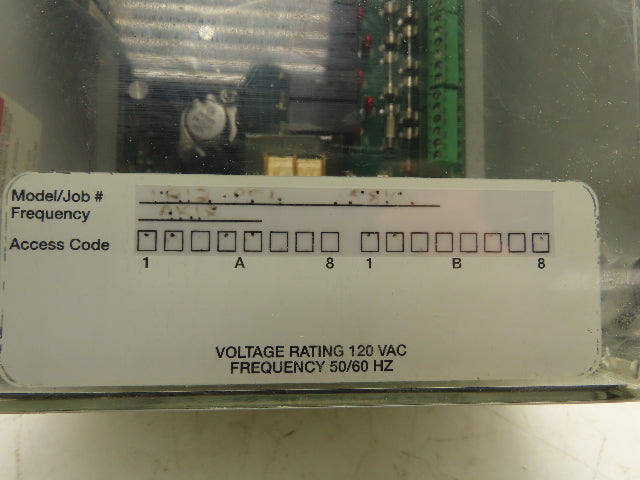 Model/Job #
Frequency
Access Code
1 A 8 1 B 8
VOLTAGE RATING 120 VAC
FREQUENCY 50/60 HZ